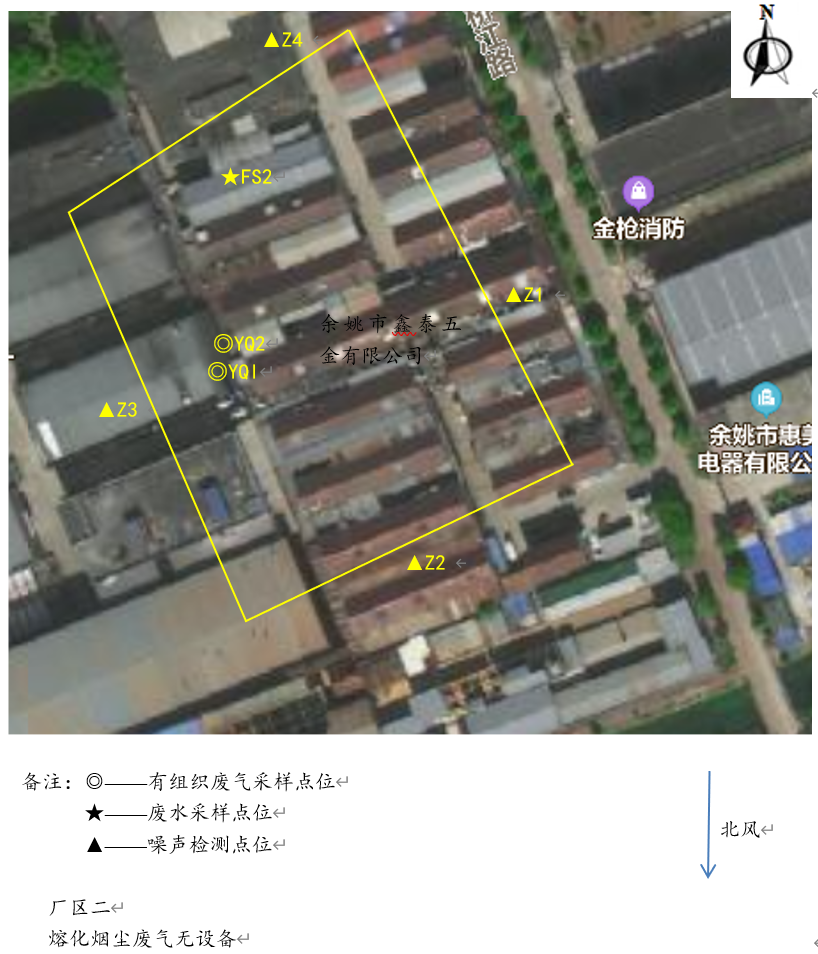 N
▲Z4
江路
★FS2
金枪消防
▲Z1
余姚市鑫泰五
金有限公司
◎YQ2
◎YQ1
▲Z3
余姚市惠美
电器有限公
▲Z2
备注：◎——有组织废气采样点位
★——废水采样点位
▲——噪声检测点位
北风
厂区二
熔化烟尘废气无设备